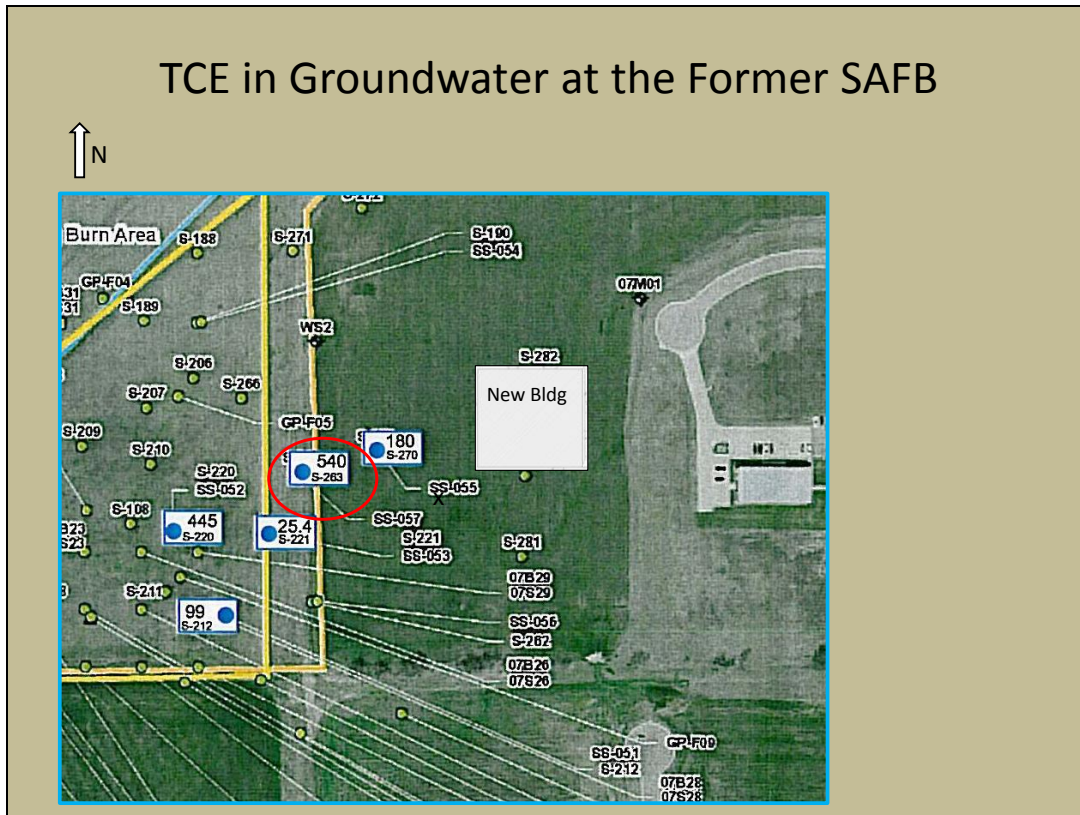 TCE in Groundwater at the Former SAFB
N
Burn Area
S-188
S-271
S-190
SS-054
GP-F04
S-189
07M01
WS2
S-282
New Bldg
S-206
S-207
S-266
GP-F05
S-209
S-210
180
S-270
540
S-263
SS-055
X
S-220
SS-052
SS-057
S-108
445
S-220
25.4
S-221
S-221
SS-053
S-281
07B29
07S29
S-211
99
S-212
SS-056
S-262
07B26
07S26
GP-F09
SS-051
S-212
07B28
07S28